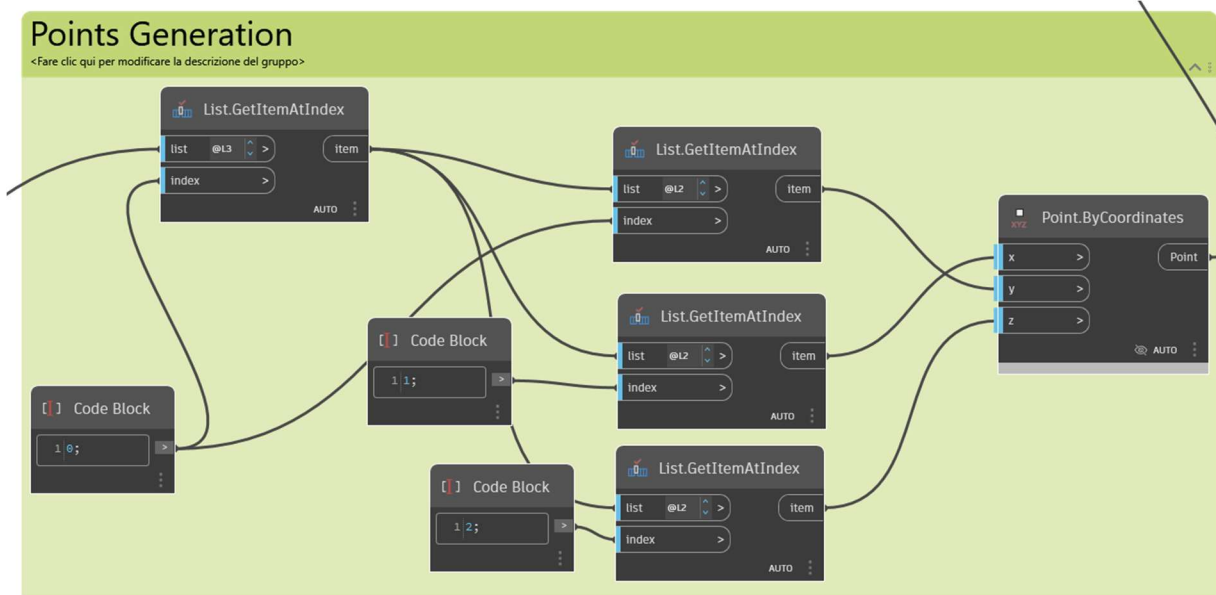 Points Generation
<Fare clic qui per modificare la descrizione del gruppo>
List.GetItemAtIndex
list @L3 > item
index >
AUTO
List.GetItemAtIndex
list @L2 > item
index >
AUTO
XYZ Point.ByCoordinates
x > Point
y >
z >
AUTO
List.GetItemAtIndex
list @L2 > item
index >
AUTO
[] Code Block
1 1; >
[] Code Block
1 0; >
List.GetItemAtIndex
list @L2 > item
index >
AUTO
[] Code Block
1 2; >